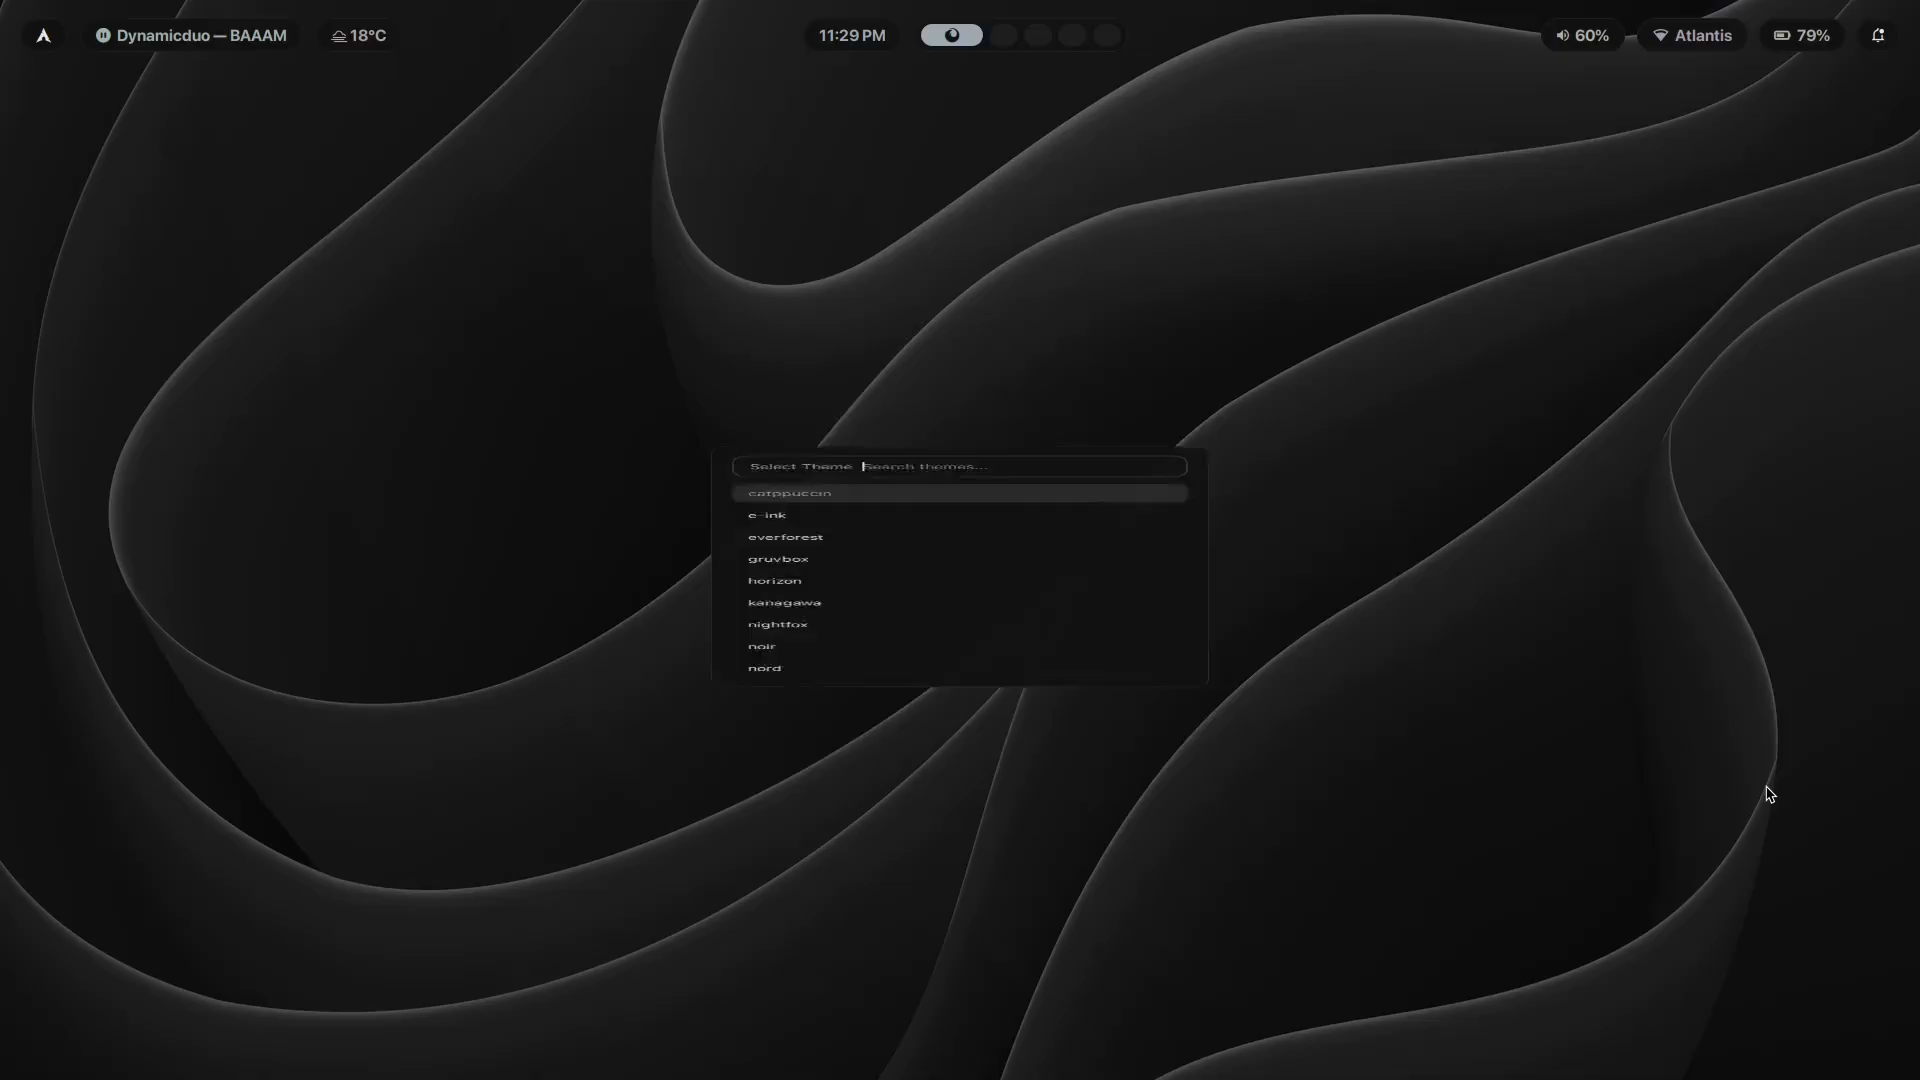 Dynamicduo — BAAAM
18°C
11:29 PM
60%
Atlantis
79%
Select Theme Search themes...
catppuccin
e-ink
everforest
gruvbox
horizon
kanagawa
nightfox
noir
nord